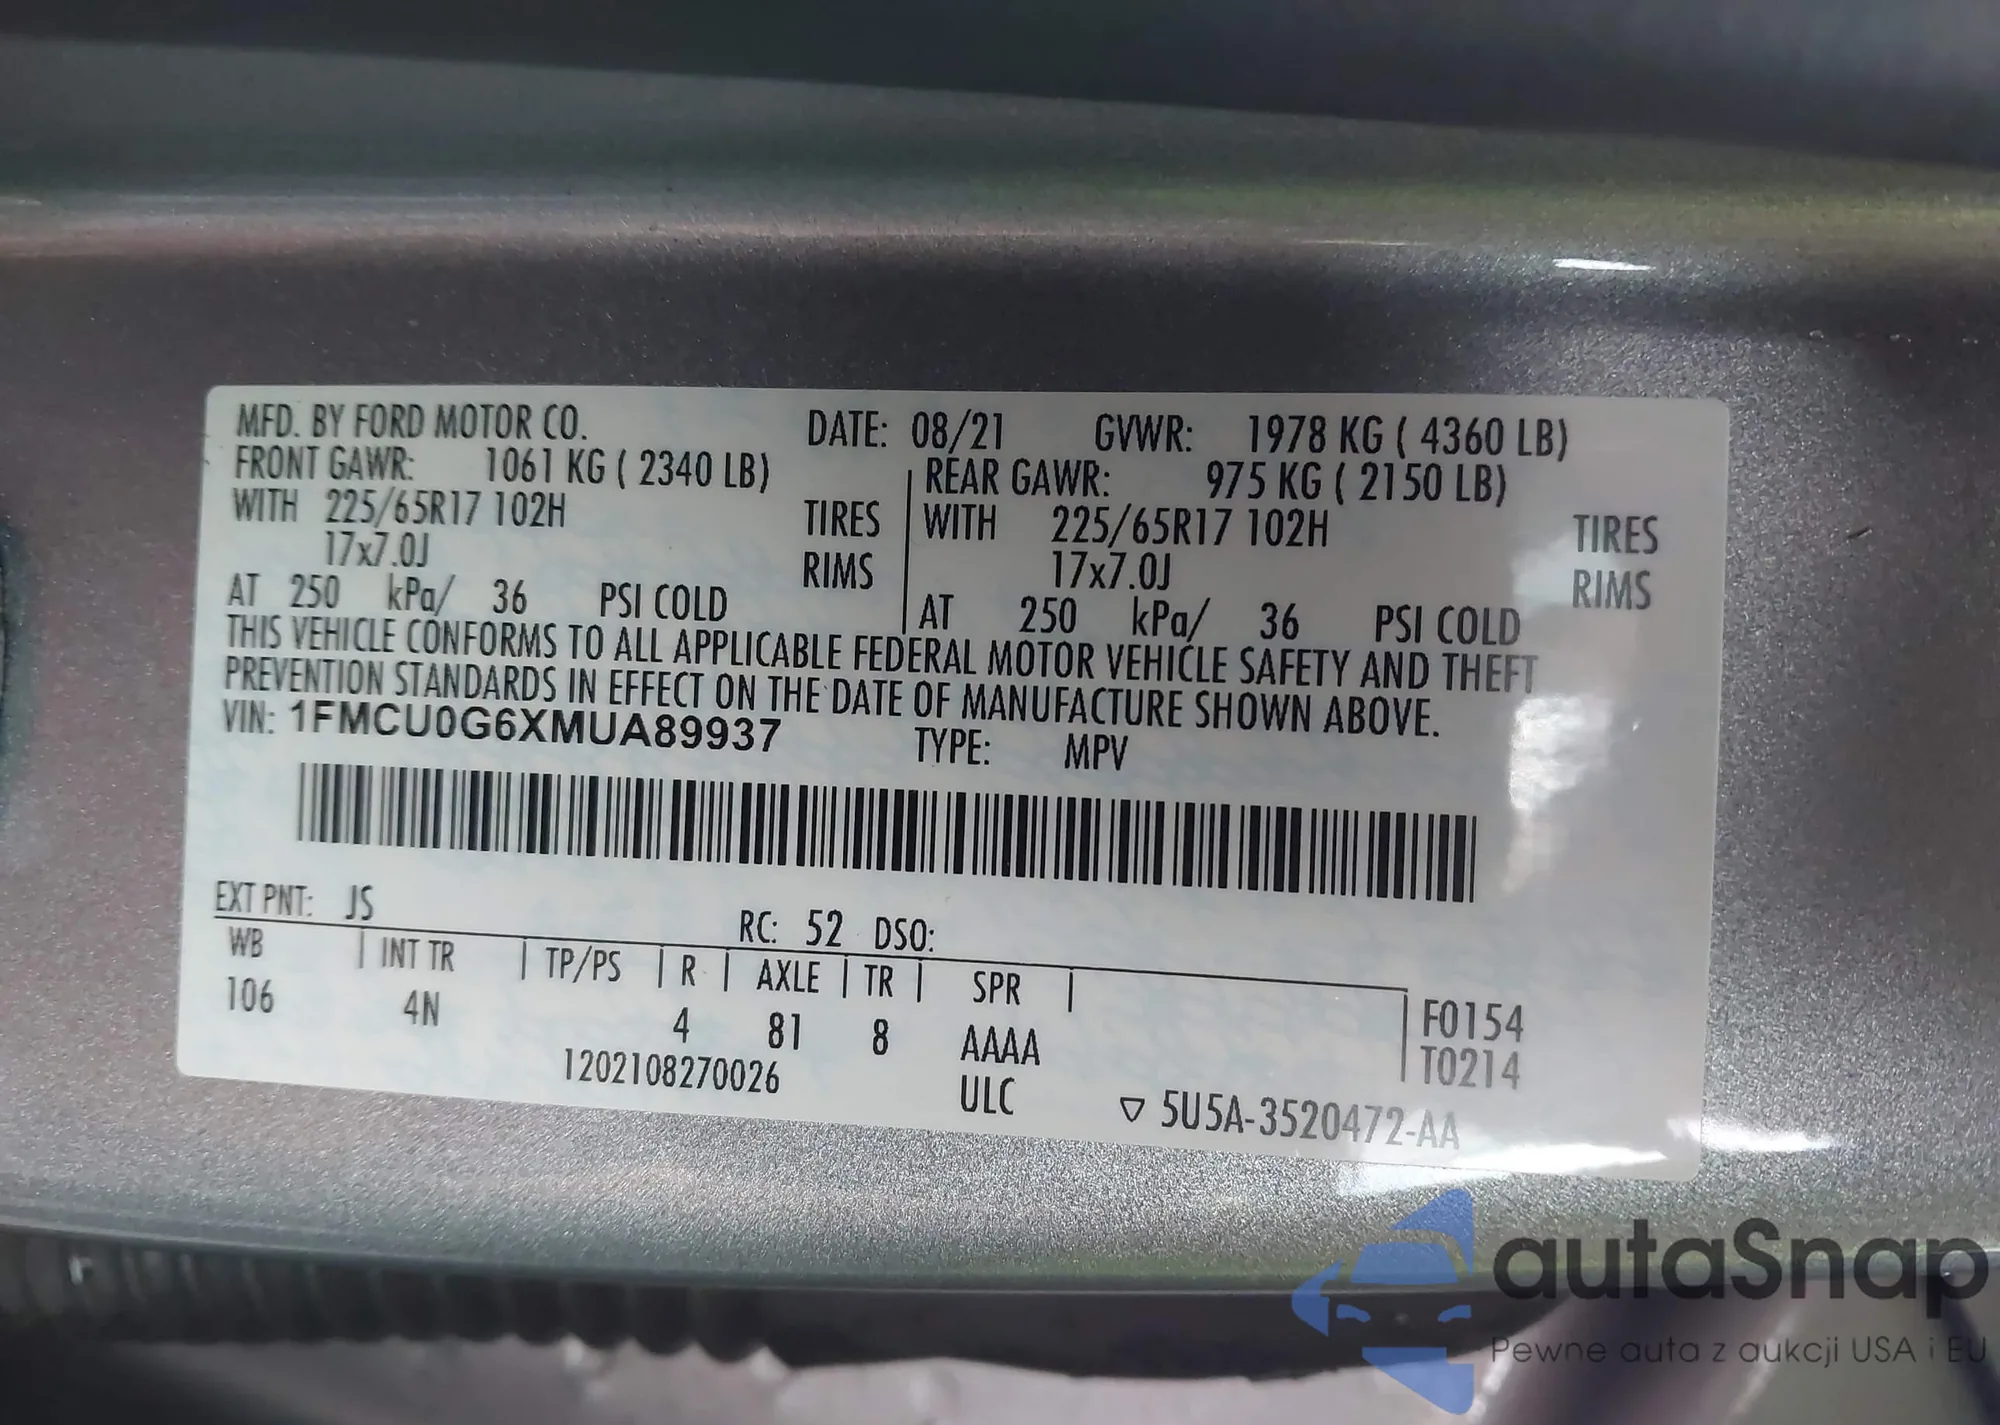 MFD. BY FORD MOTOR CO. DATE: 08/21 GVWR: 1978 KG ( 4360 LB)
FRONT GAWR: 1061 KG ( 2340 LB) REAR GAWR: 975 KG ( 2150 LB)
WITH 225/65R17 102H TIRES WITH 225/65R17 102H TIRES
17x7.0J RIMS 17x7.0J RIMS
AT 250 kPa/ 36 PSI COLD AT 250 kPa/ 36 PSI COLD
THIS VEHICLE CONFORMS TO ALL APPLICABLE FEDERAL MOTOR VEHICLE SAFETY AND THEFT
PREVENTION STANDARDS IN EFFECT ON THE DATE OF MANUFACTURE SHOWN ABOVE.
VIN: 1FMCU0G6XMUA89937 TYPE: MPV
EXT PNT: JS RC: 52 DSO:
WB INT TR TP/PS R AXLE TR SPR
106 4N 4 81 8 AAAA F0154
T0214
1202108270026 ULC ▽ 5U5A-3520472-AA
autaSnap
Pewne auta z aukcji USA i EU